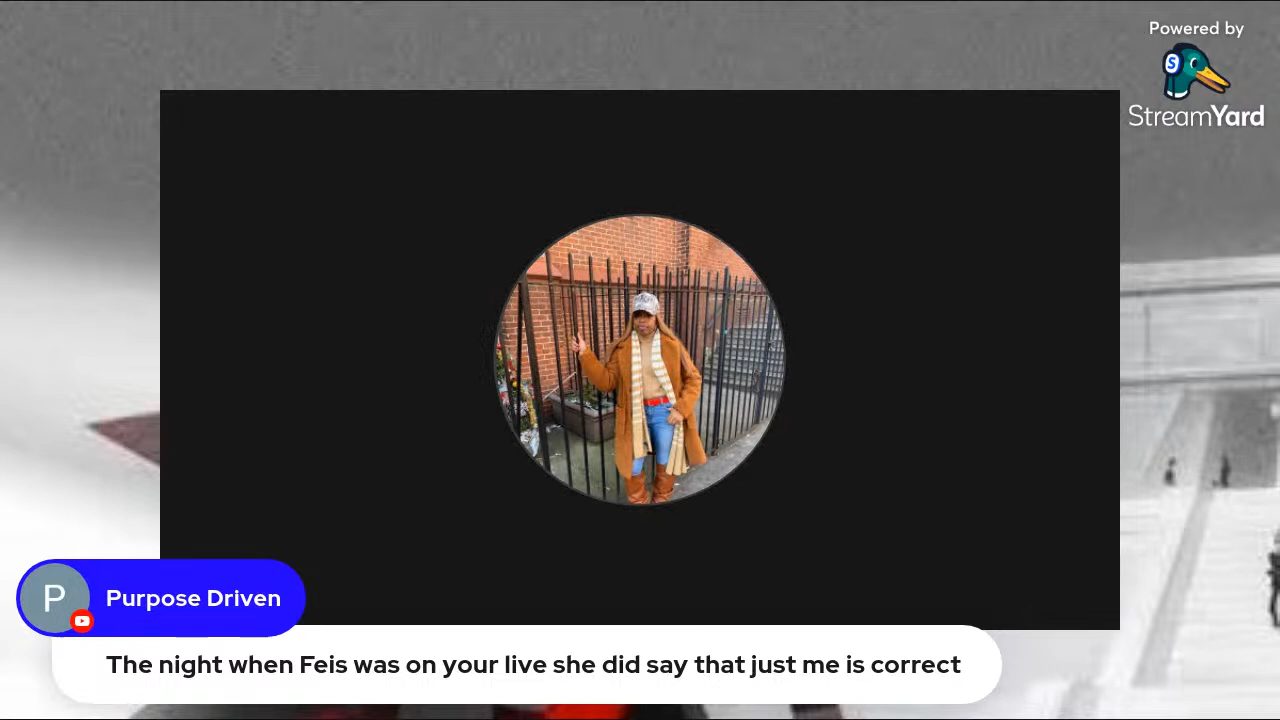 Powered by
StreamYard
P
Purpose Driven
The night when Feis was on your live she did say that just me is correct